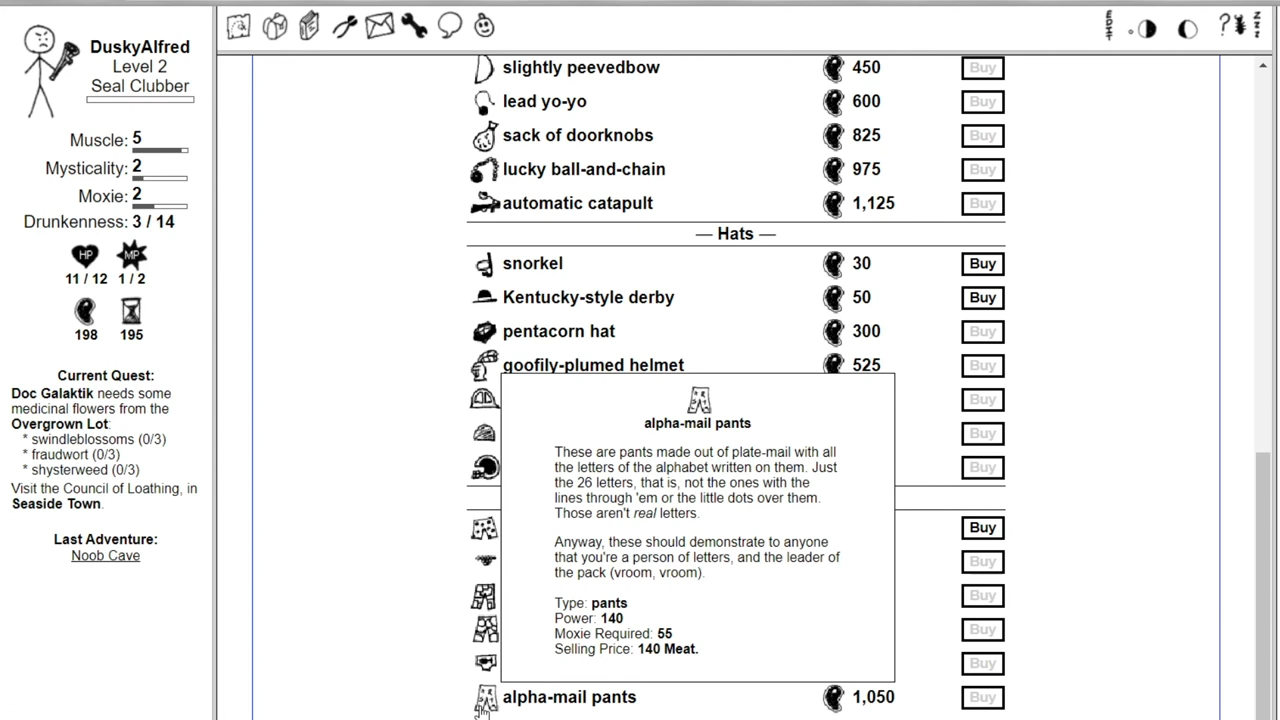 DuskyAlfred
Level 2
Seal Clubber
Muscle: 5
Mysticality: 2
Moxie: 2
Drunkenness: 3 / 14
HP MP
11 / 12 1 / 2
198 195
Current Quest:
Doc Galaktik needs some
medicinal flowers from the
Overgrown Lot:
* swindleblossoms (0/3)
* fraudwort (0/3)
* shysterweed (0/3)
Visit the Council of Loathing, in
Seaside Town.
Last Adventure:
Noob Cave
EDIT
? ZZZ
slightly peevedbow 450 Buy
lead yo-yo 600 Buy
sack of doorknobs 825 Buy
lucky ball-and-chain 975 Buy
automatic catapult 1,125 Buy
— Hats —
snorkel 30 Buy
Kentucky-style derby 50 Buy
pentacorn hat 300 Buy
goofily-plumed helmet 525 Buy
Buy
Buy
Buy
Buy
Buy
Buy
Buy
Buy
alpha-mail pants
These are pants made out of plate-mail with all
the letters of the alphabet written on them. Just
the 26 letters, that is, not the ones with the
lines through 'em or the little dots over them.
Those aren't real letters.
Anyway, these should demonstrate to anyone
that you're a person of letters, and the leader of
the pack (vroom, vroom).
Type: pants
Power: 140
Moxie Required: 55
Selling Price: 140 Meat.
alpha-mail pants 1,050 Buy